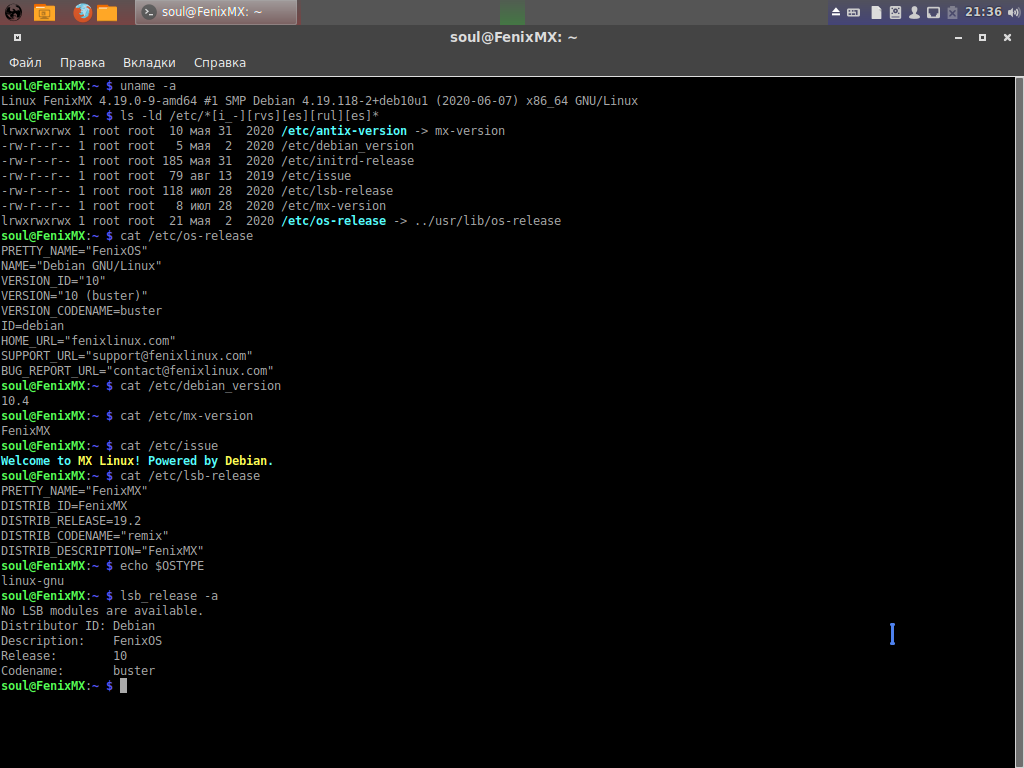 soul@FenixMX: ~
21:36
soul@FenixMX: ~
Файл Правка Вкладки Справка
soul@FenixMX:~ $ uname -a
Linux FenixMX 4.19.0-9-amd64 #1 SMP Debian 4.19.118-2+deb10u1 (2020-06-07) x86_64 GNU/Linux
soul@FenixMX:~ $ ls -ld /etc/*[i_-][rvs][es][rul][es]*
lrwxrwxrwx 1 root root  10 мая 31  2020 /etc/antix-version -> mx-version
-rw-r--r-- 1 root root   5 мая  2  2020 /etc/debian_version
-rw-r--r-- 1 root root 185 мая 31  2020 /etc/initrd-release
-rw-r--r-- 1 root root  79 авг 13  2019 /etc/issue
-rw-r--r-- 1 root root 118 июл 28  2020 /etc/lsb-release
-rw-r--r-- 1 root root   8 июл 28  2020 /etc/mx-version
lrwxrwxrwx 1 root root  21 мая  2  2020 /etc/os-release -> ../usr/lib/os-release
soul@FenixMX:~ $ cat /etc/os-release
PRETTY_NAME="FenixOS"
NAME="Debian GNU/Linux"
VERSION_ID="10"
VERSION="10 (buster)"
VERSION_CODENAME=buster
ID=debian
HOME_URL="fenixlinux.com"
SUPPORT_URL="support@fenixlinux.com"
BUG_REPORT_URL="contact@fenixlinux.com"
soul@FenixMX:~ $ cat /etc/debian_version
10.4
soul@FenixMX:~ $ cat /etc/mx-version
FenixMX
soul@FenixMX:~ $ cat /etc/issue
Welcome to MX Linux! Powered by Debian.
soul@FenixMX:~ $ cat /etc/lsb-release
PRETTY_NAME="FenixMX"
DISTRIB_ID=FenixMX
DISTRIB_RELEASE=19.2
DISTRIB_CODENAME="remix"
DISTRIB_DESCRIPTION="FenixMX"
soul@FenixMX:~ $ echo $OSTYPE
linux-gnu
soul@FenixMX:~ $ lsb_release -a
No LSB modules are available.
Distributor ID: Debian
Description:    FenixOS
Release:        10
Codename:       buster
soul@FenixMX:~ $